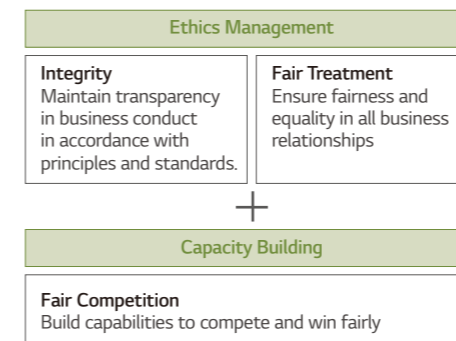 Ethics Management
Integrity
Maintain transparency
in business conduct
in accordance with
principles and standards.
Fair Treatment
Ensure fairness and
equality in all business
relationships
+
Capacity Building
Fair Competition
Build capabilities to compete and win fairly